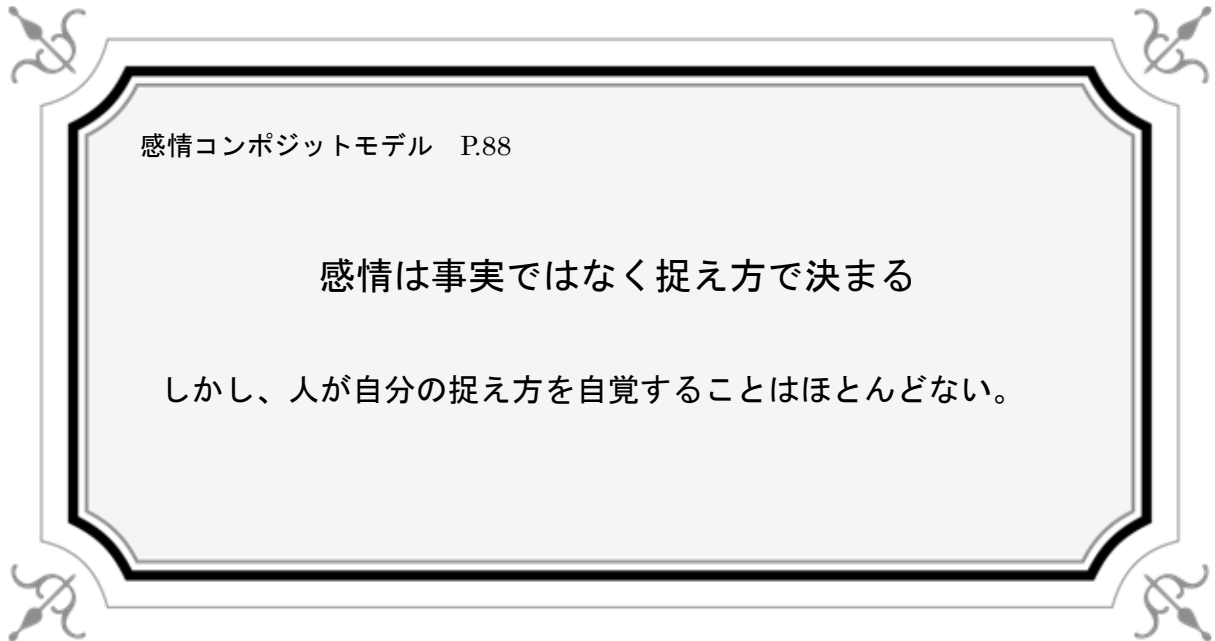 感情コンポジットモデル　P.88
感情は事実ではなく捉え方で決まる
しかし、人が自分の捉え方を自覚することはほとんどない。